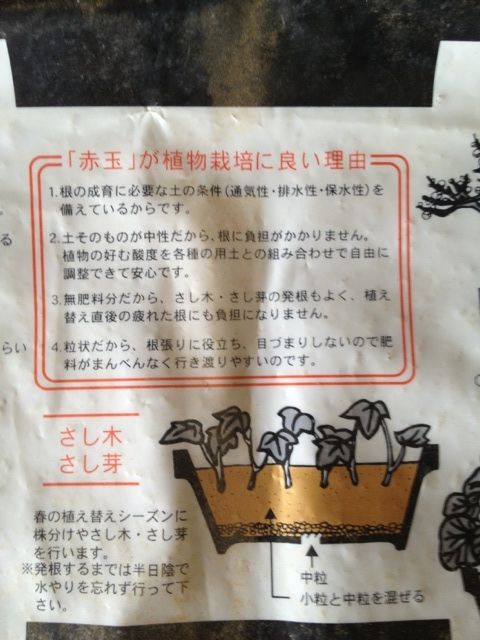 「赤玉」が植物栽培に良い理由
1.根の成育に必要な土の条件(通気性・排水性・保水性)を
備えているからです。
2.土そのものが中性だから、根に負担がかかりません。
植物の好む酸度を各種の用土との組み合わせで自由に
調整できて安心です。
3.無肥料分だから、さし木・さし芽の発根もよく、植え
替え直後の疲れた根にも負担になりません。
4.粒状だから、根張りに役立ち、目づまりしないので肥
料がまんべんなく行き渡りやすいのです。
る
らい
さし木
さし芽
春の植え替えシーズンに
株分けやさし木・さし芽
を行います。
※発根するまでは半日陰で
水やりを忘れず行って下
さい。
中粒
小粒と中粒を混ぜる